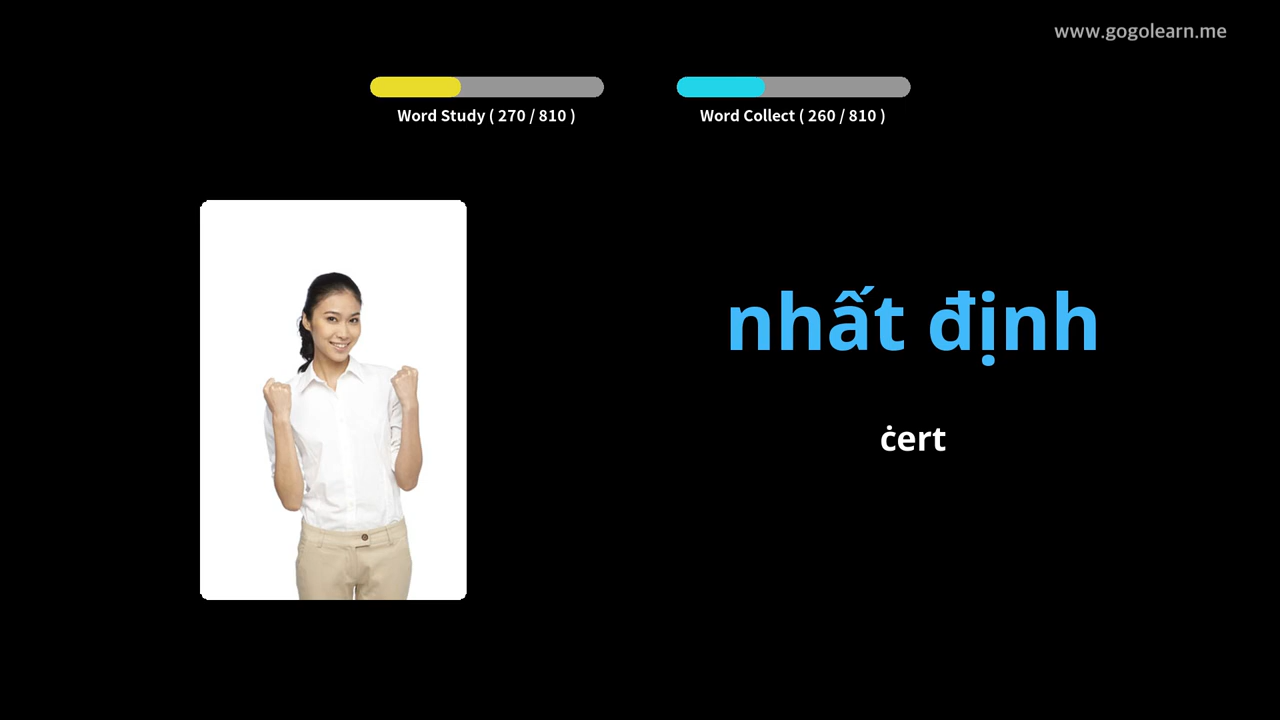 www.gogolearn.me
Word Study ( 270 / 810 )
Word Collect ( 260 / 810 )
nhất định
ċert